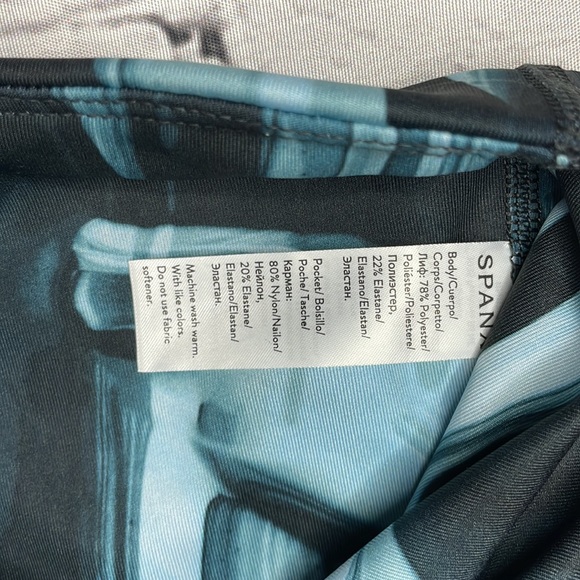 SPANX
Body/Cuerpo/
Corps/Corpetto/
Лиф: 78% Polyester/
Poliéster/Poliestere/
Полиэстер,
22% Elastane/
Elastano/Elastan/
Эластан.
Pocket/ Bolsillo/
Poche/Tasche/
Карман:
80% Nylon/Nailon/
Нейлон,
20% Elastane/
Elastano/Elastan/
Эластан.
Machine wash warm.
With like colors.
Do not use fabric
softener.